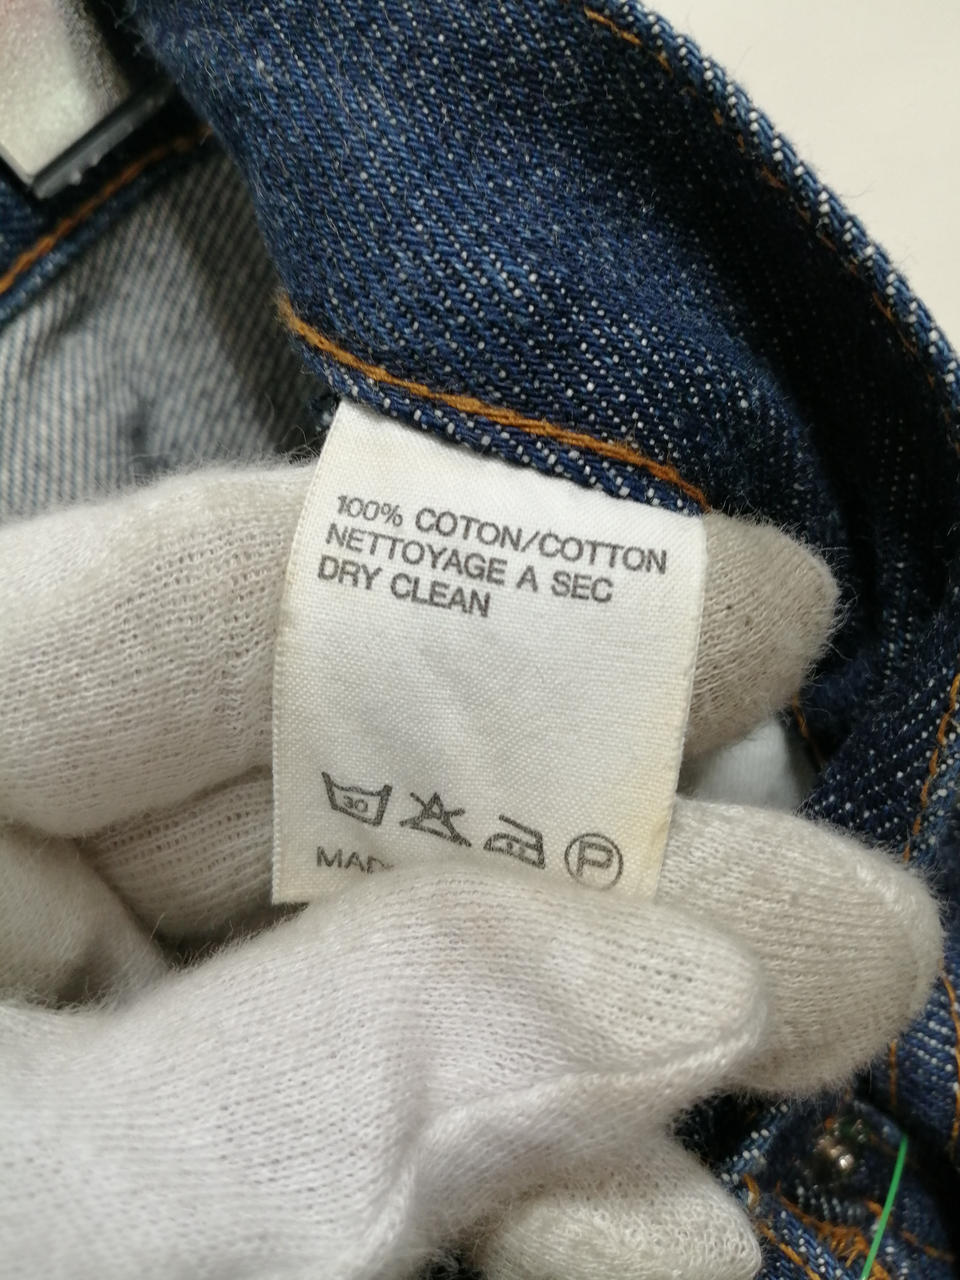 100% COTON/COTTON
NETTOYAGE A SEC
DRY CLEAN
30
P